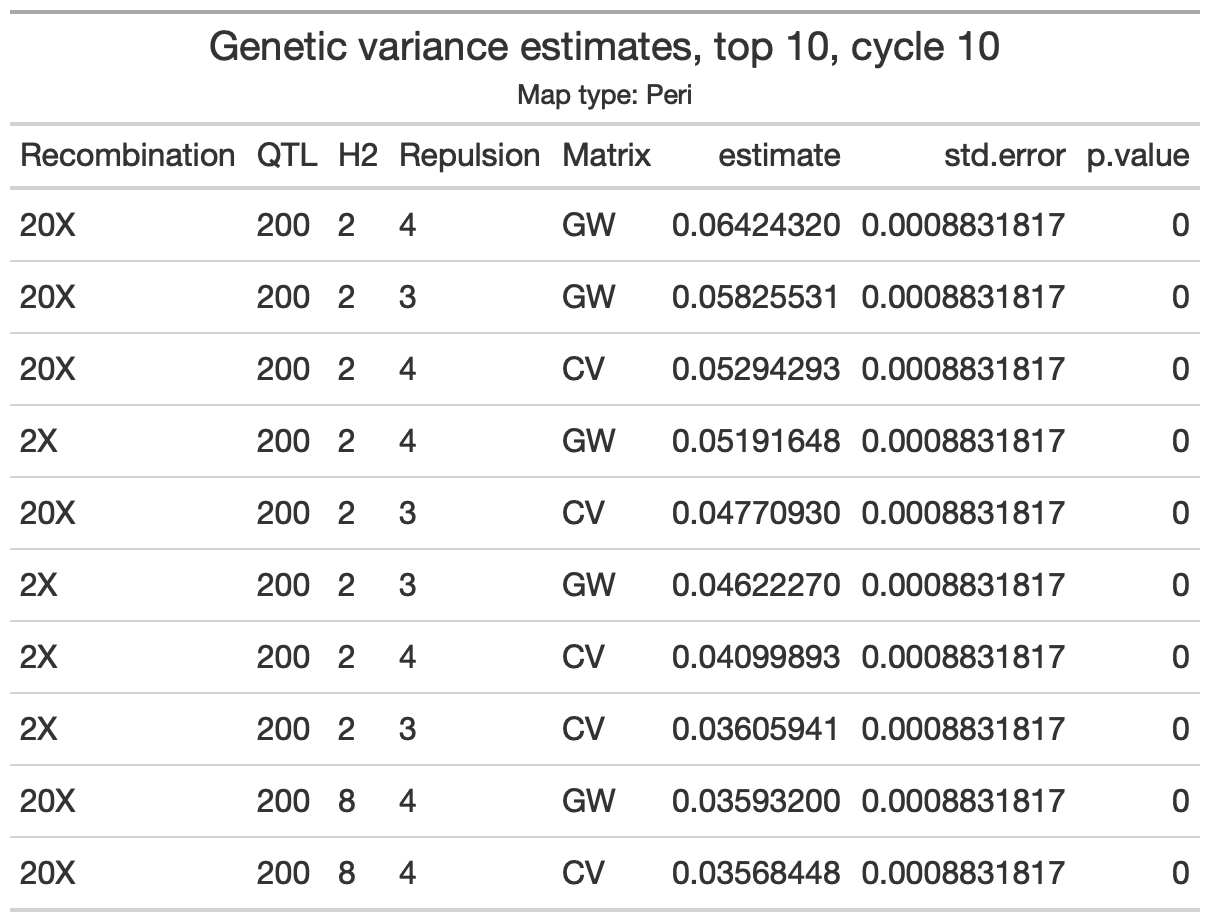 Genetic variance estimates, top 10, cycle 10
Map type: Peri
Recombination QTL H2 Repulsion Matrix estimate std.error p.value
20X 200 2 4 GW 0.06424320 0.0008831817 0
20X 200 2 3 GW 0.05825531 0.0008831817 0
20X 200 2 4 CV 0.05294293 0.0008831817 0
2X 200 2 4 GW 0.05191648 0.0008831817 0
20X 200 2 3 CV 0.04770930 0.0008831817 0
2X 200 2 3 GW 0.04622270 0.0008831817 0
2X 200 2 4 CV 0.04099893 0.0008831817 0
2X 200 2 3 CV 0.03605941 0.0008831817 0
20X 200 8 4 GW 0.03593200 0.0008831817 0
20X 200 8 4 CV 0.03568448 0.0008831817 0